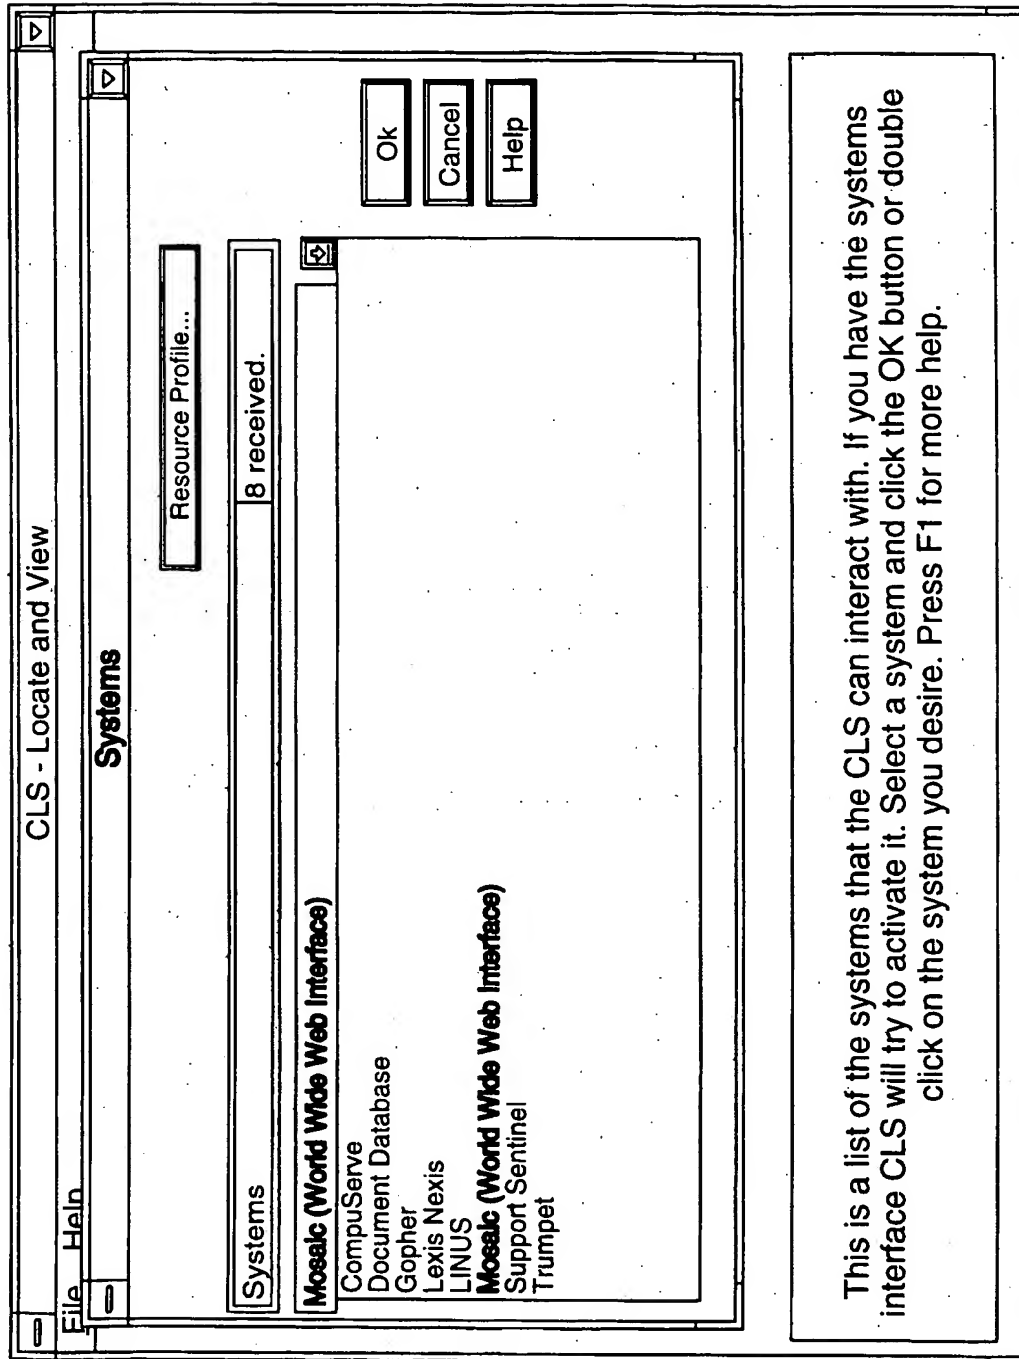 CLS - Locate and View
File Help
Systems
Resource Profile...
Systems
8 received.
Mosaic (World Wide Web Interface)
CompuServe
Document Database
Gopher
Lexis Nexis
LINUS
Mosaic (World Wide Web Interface)
Support Sentinel
Trumpet
Ok
Cancel
Help
This is a list of the systems that the CLS can interact with. If you have the systems
interface CLS will try to activate it. Select a system and click the OK button or double
click on the system you desire. Press F1 for more help.